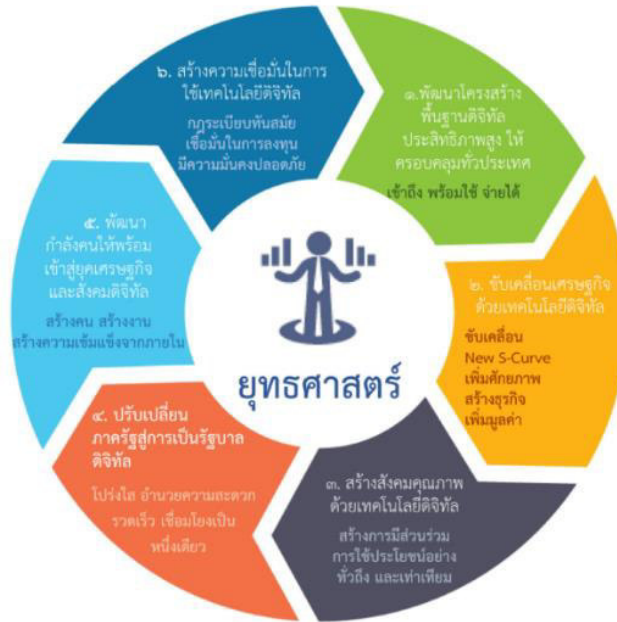 ๑.พัฒนาโครงสร้าง
พื้นฐานดิจิทัล
ประสิทธิภาพสูง ให้
ครอบคลุมทั่วประเทศ
เข้าถึง พร้อมใช้ จ่ายได้
๒. ขับเคลื่อนเศรษฐกิจ
ด้วยเทคโนโลยีดิจิทัล
ขับเคลื่อน
New S-Curve
เพิ่มศักยภาพ
สร้างธุรกิจ
เพิ่มมูลค่า
๓. สร้างสังคมคุณภาพ
ด้วยเทคโนโลยีดิจิทัล
สร้างการมีส่วนร่วม
การใช้ประโยชน์อย่าง
ทั่วถึง และเท่าเทียม
๔. ปรับเปลี่ยน
ภาครัฐสู่การเป็นรัฐบาล
ดิจิทัล
โปร่งใส อำนวยความสะดวก
รวดเร็ว เชื่อมโยงเป็น
หนึ่งเดียว
๕. พัฒนา
กำลังคนให้พร้อม
เข้าสู่ยุคเศรษฐกิจ
และสังคมดิจิทัล
สร้างคน สร้างงาน
สร้างความเข้มแข็งจากภายใน
๖. สร้างความเชื่อมั่นในการ
ใช้เทคโนโลยีดิจิทัล
กฎระเบียบทันสมัย
เชื่อมั่นในการลงทุน
มีความมั่นคงปลอดภัย
ยุทธศาสตร์